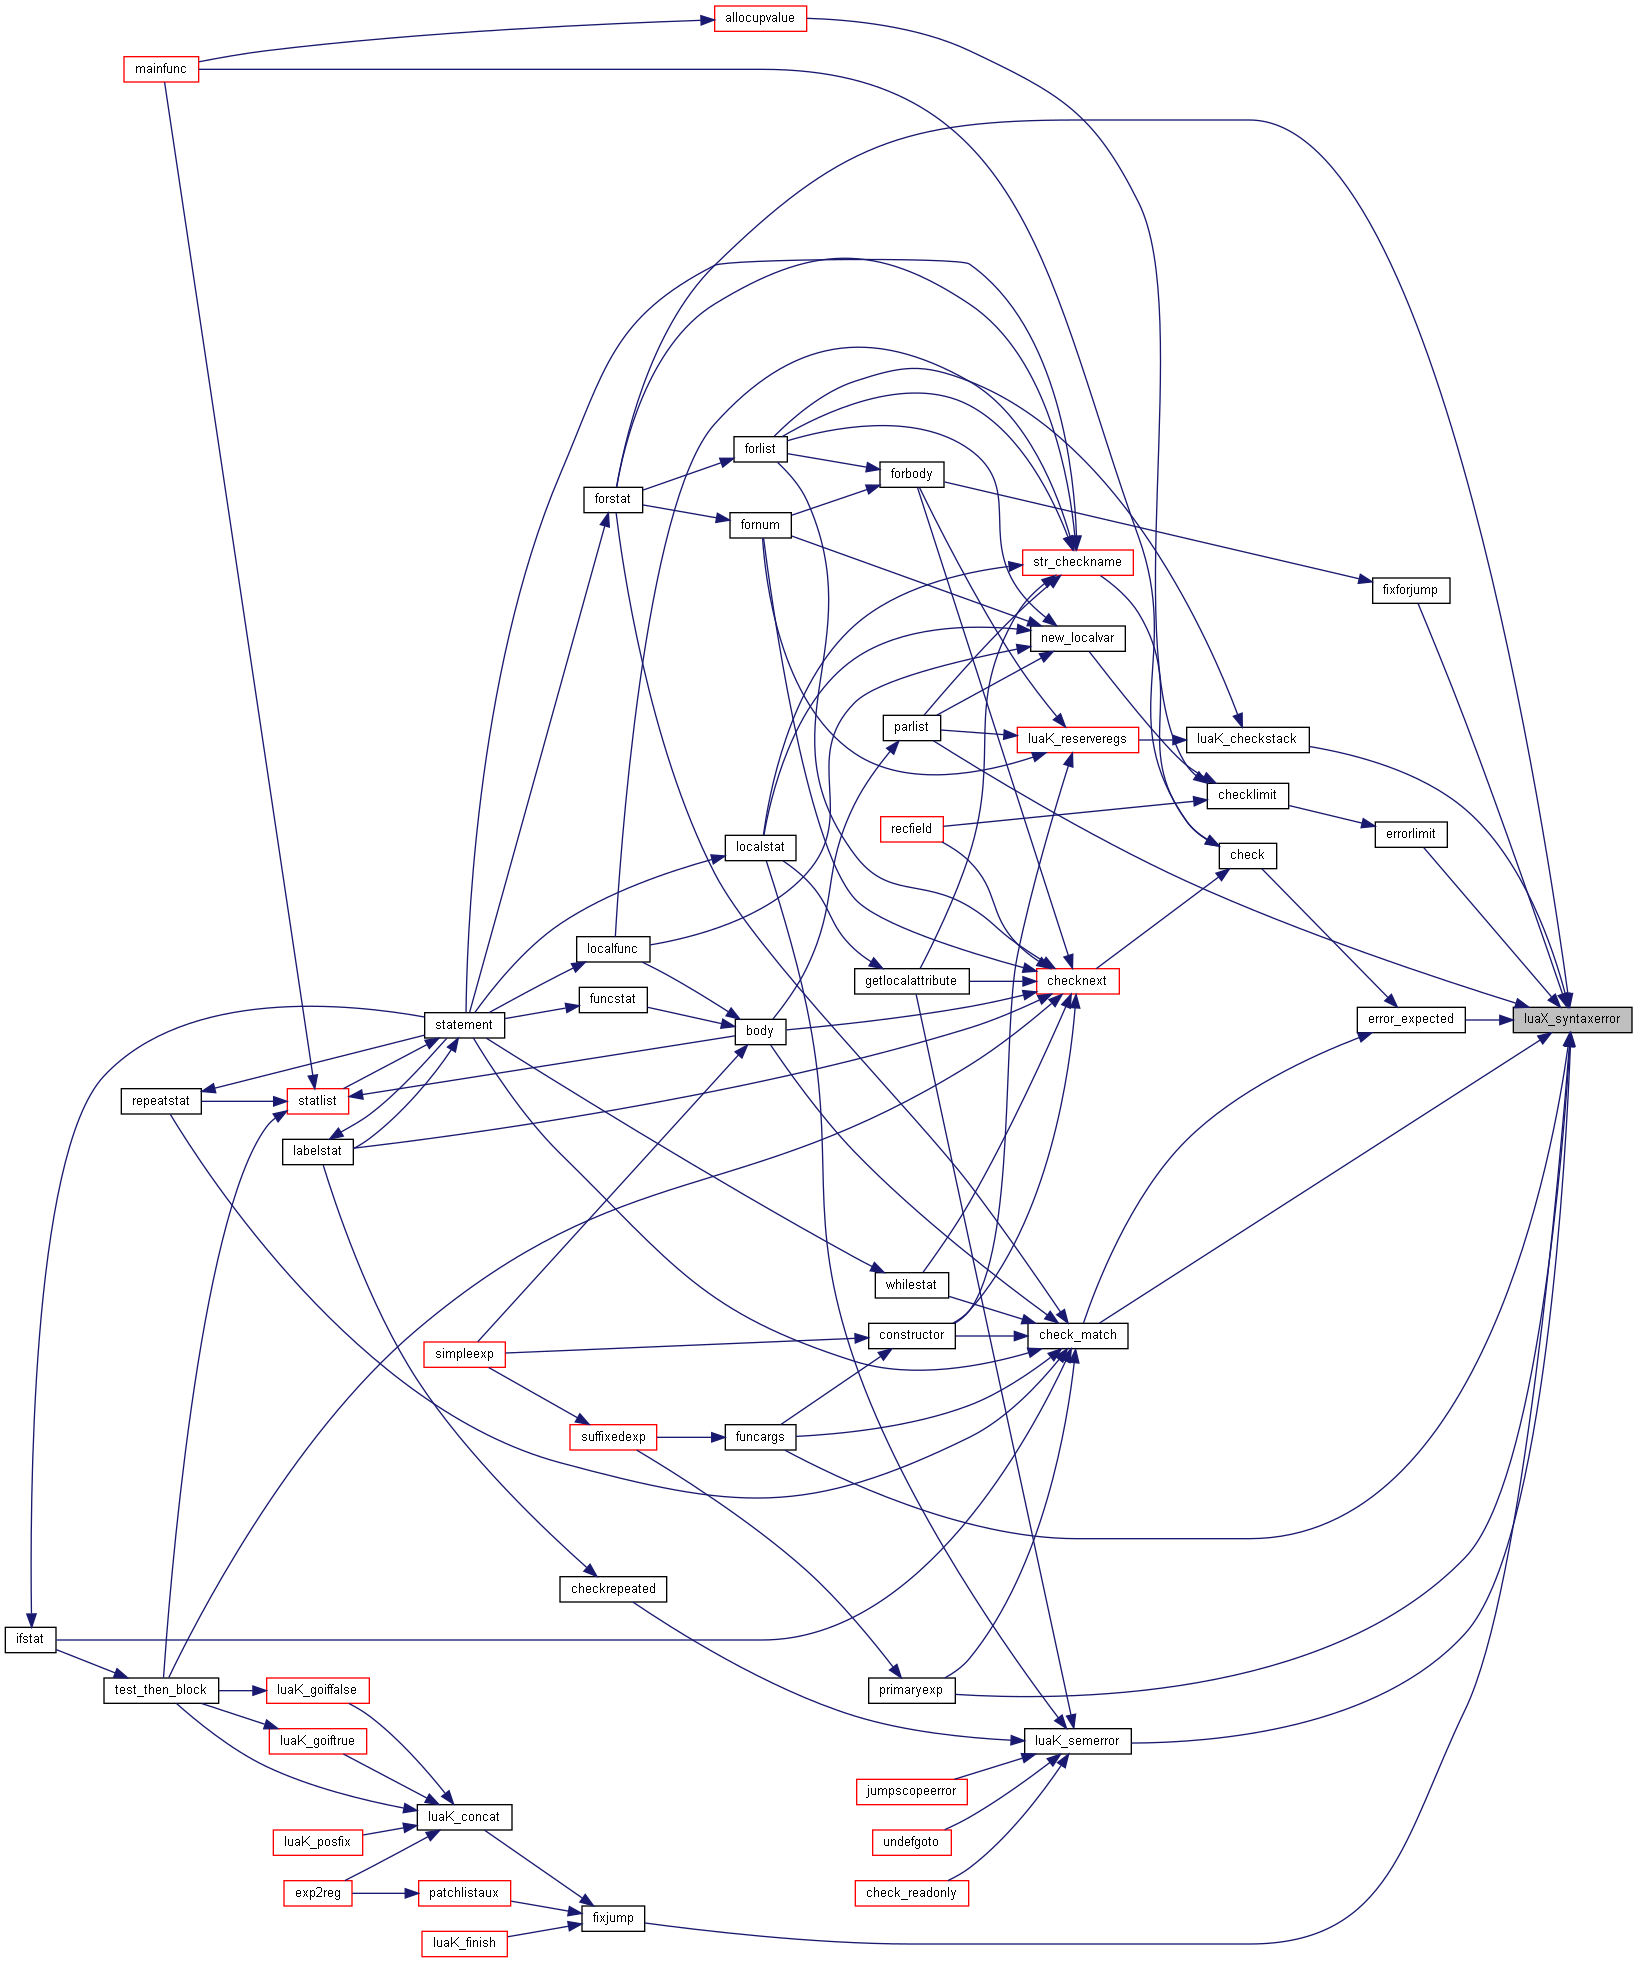 allocupvalue
mainfunc
forlist
forbody
forstat
fornum
str_checkname
fixforjump
new_localvar
parlist
luaK_reserveregs
luaK_checkstack
checklimit
recfield
errorlimit
localstat
check
localfunc
getlocalattribute
checknext
funcstat
statement
body
error_expected
luaX_syntaxerror
repeatstat
statlist
labelstat
whilestat
constructor
check_match
simpleexp
suffixedexp
funcargs
checkrepeated
ifstat
test_then_block
luaK_goiffalse
primaryexp
luaK_goiftrue
luaK_semerror
jumpscopeerror
luaK_concat
luaK_posfix
undefgoto
exp2reg
patchlistaux
check_readonly
fixjump
luaK_finish